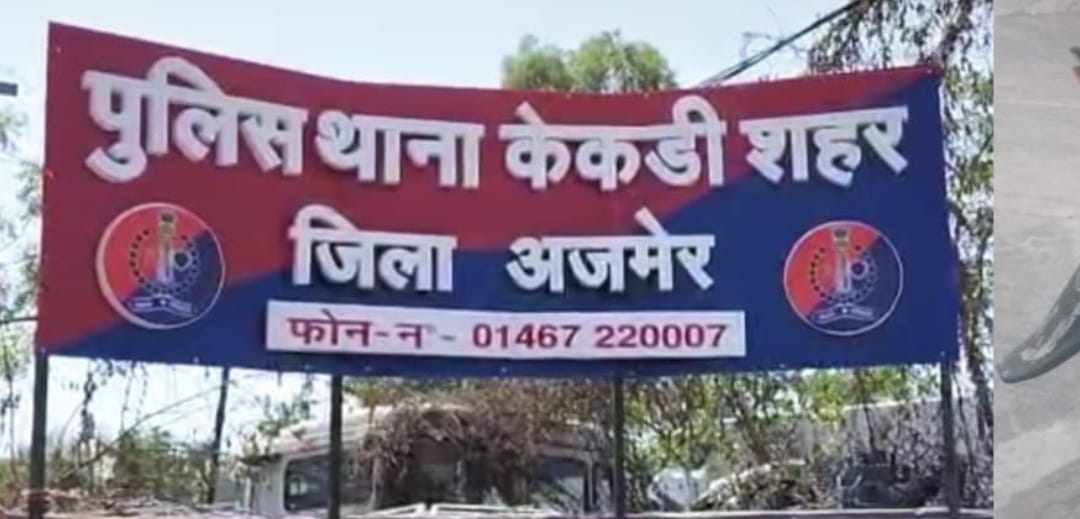 पुलिस थाना केकडी शहर
जिला अजमेर
फोन-न - 01467 220007